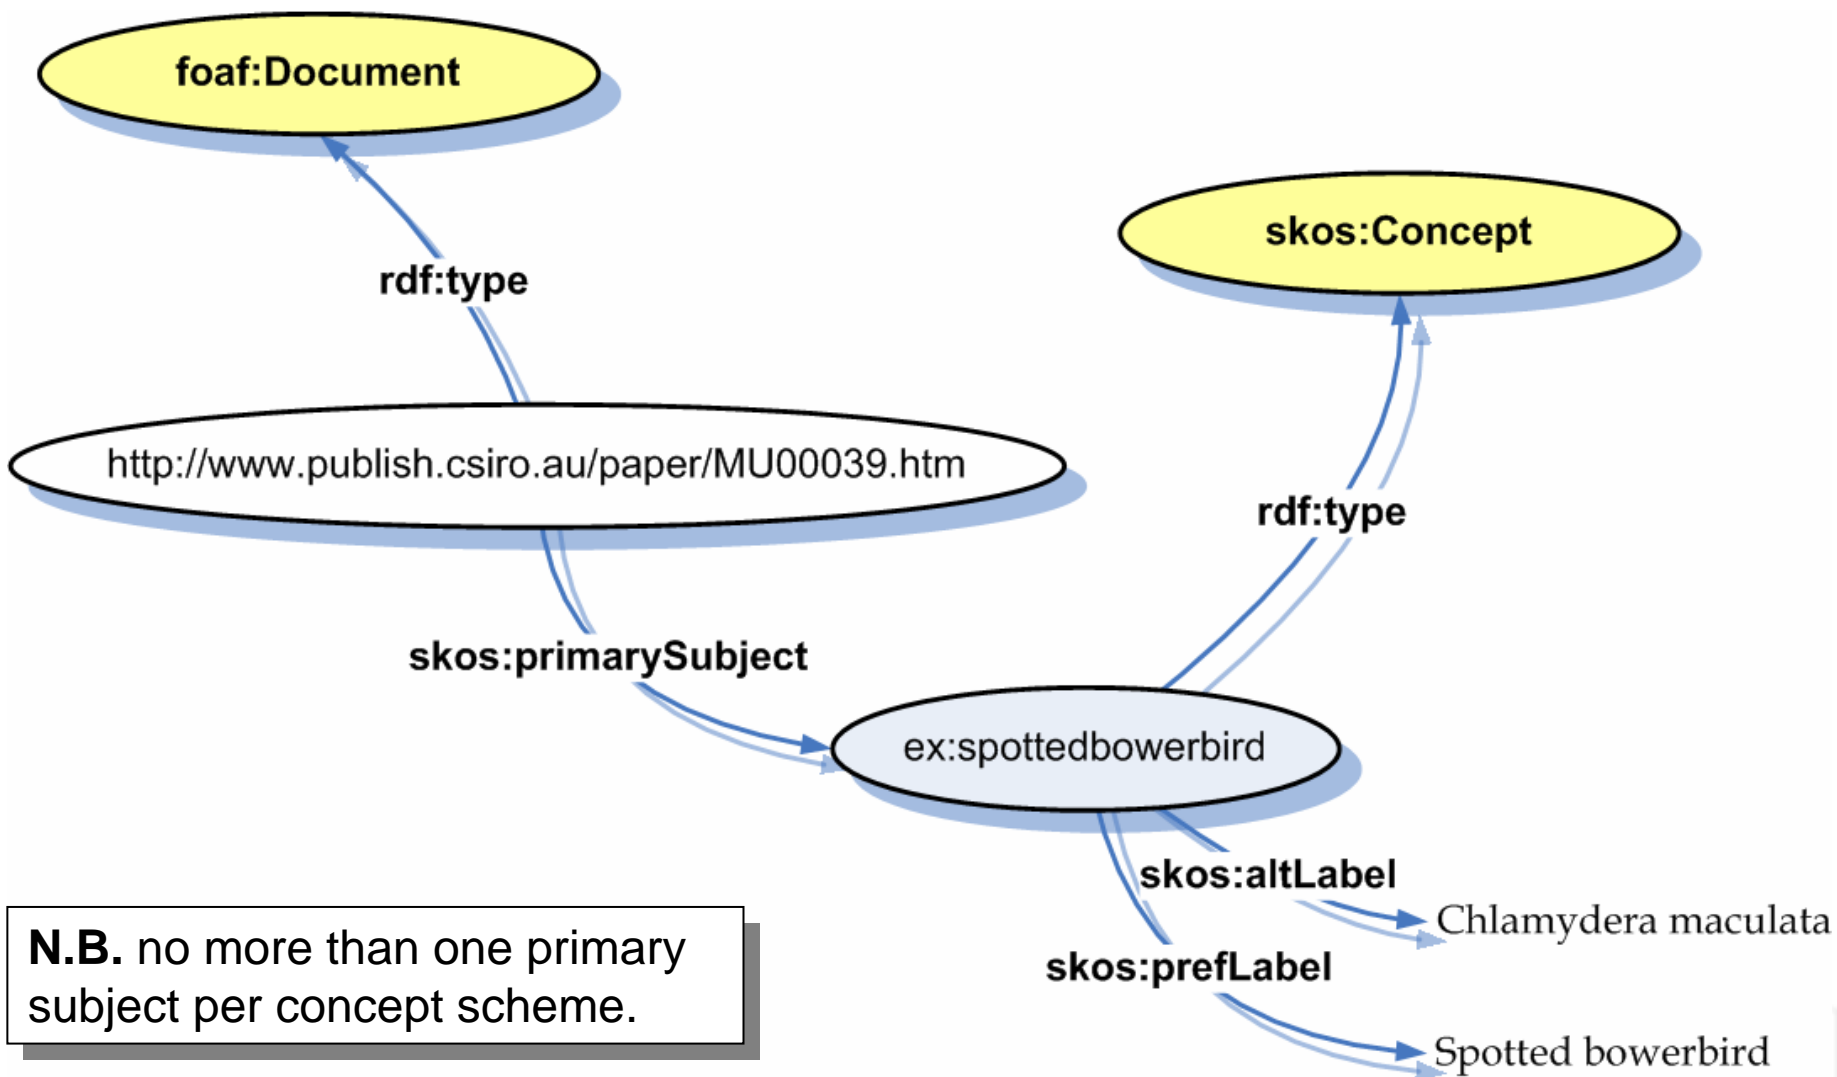 foaf:Document
skos:Concept
rdf:type
http://www.publish.csiro.au/paper/MU00039.htm
rdf:type
skos:primarySubject
ex:spottedbowerbird
skos:altLabel
Chlamydera maculata
skos:prefLabel
Spotted bowerbird
N.B. no more than one primary
subject per concept scheme.